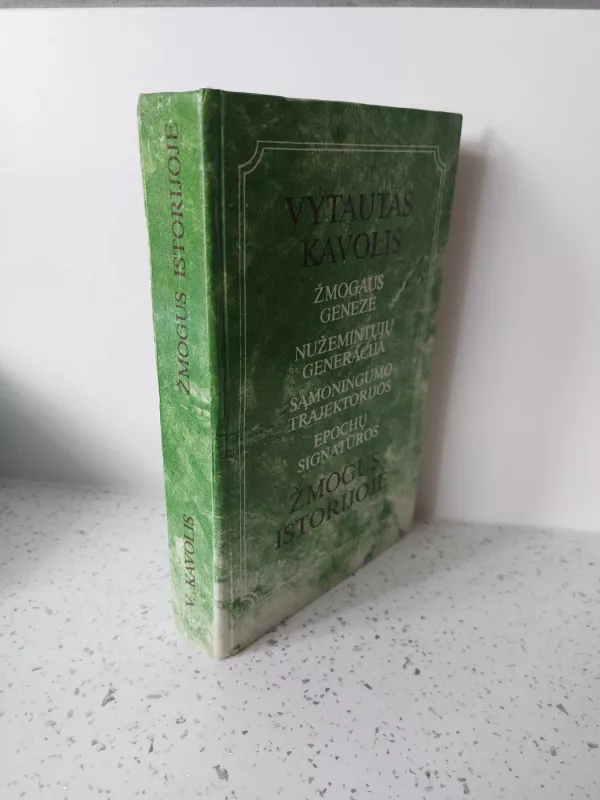 ŽMOGUS ISTORIJOJE
V. KAVOLIS
VYTAUTAS
KAVOLIS
ŽMOGAUS
GENEZĖ
NUŽEMINTŲJŲ
GENERACIJA
SĄMONINGUMO
TRAJEKTORIJOS
EPOCHŲ
SIGNATŪROS
ŽMOGUS
ISTORIJOJE